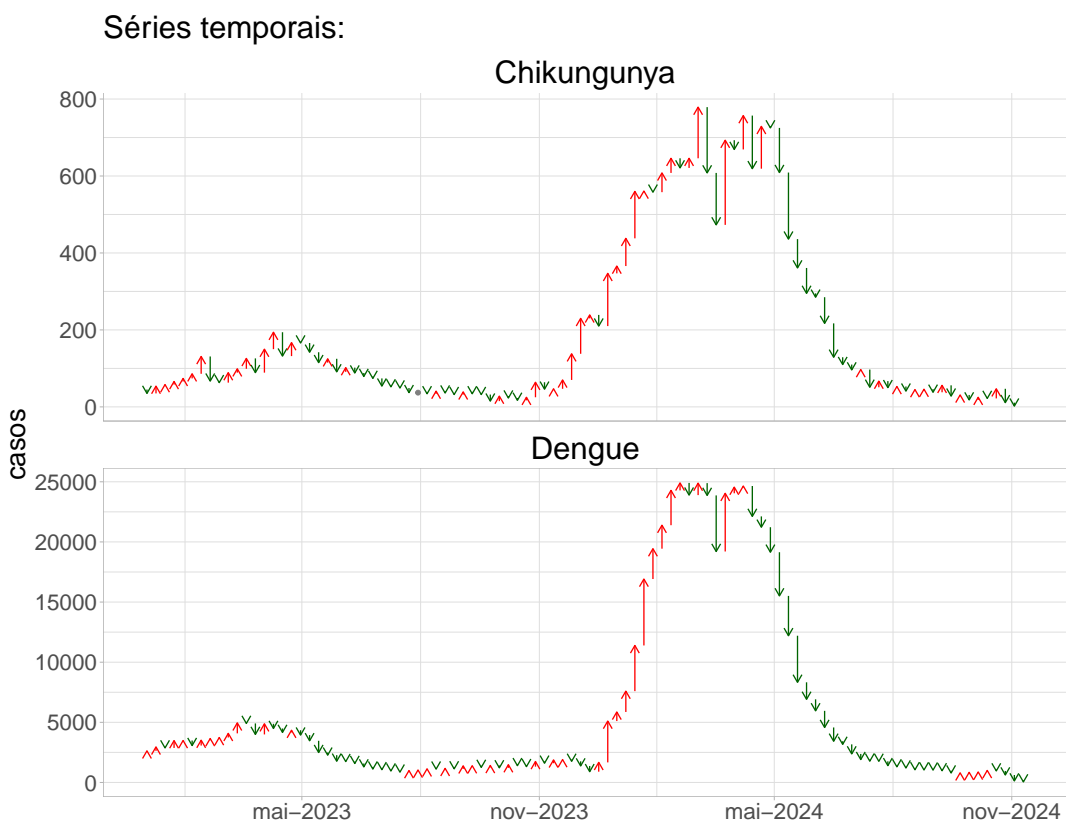 Séries temporais:
Chikungunya
800
600
400
200
0
casos
Dengue
25000
20000
15000
10000
5000
0
mai–2023 nov–2023 mai–2024 nov–2024